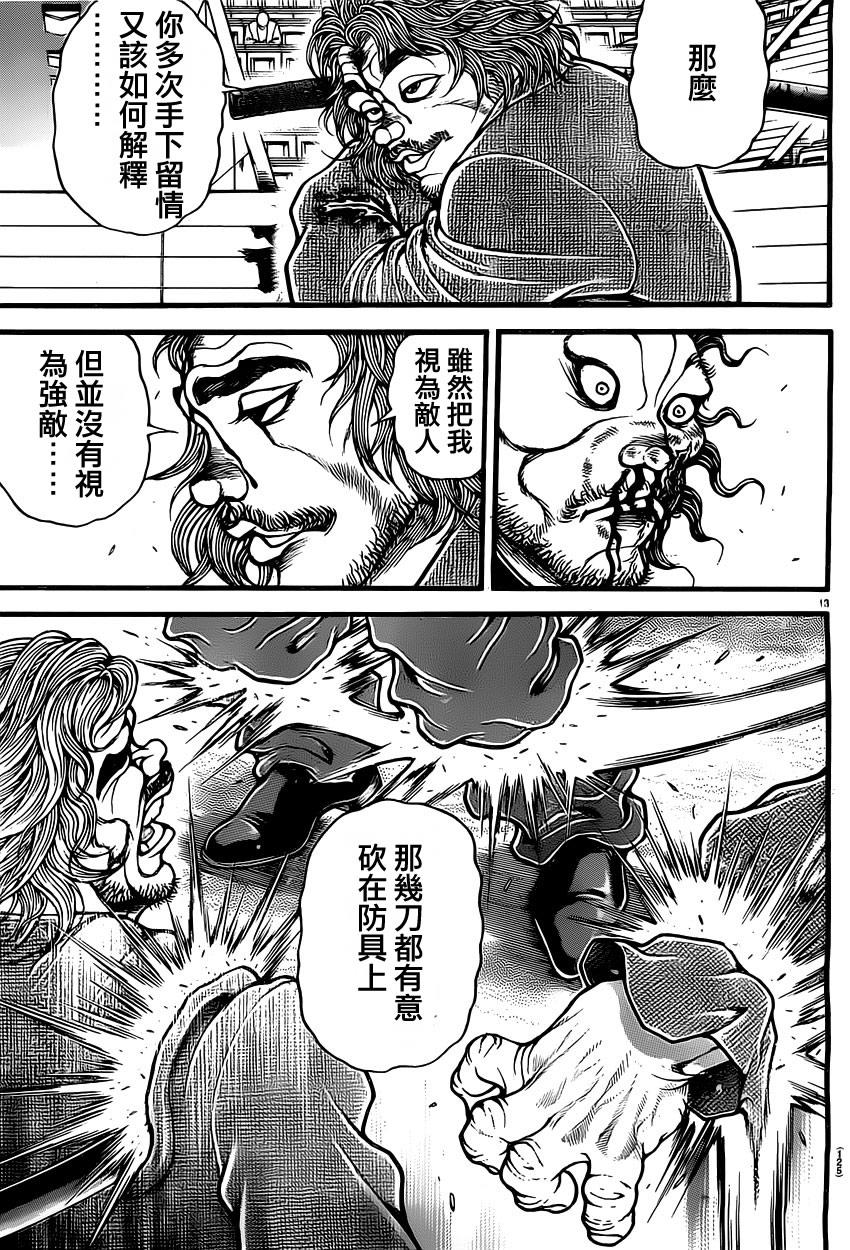 那麼
你多次手下留情
又該如何解釋
⋯⋯⋯⋯
雖然把我
視為敵人
但並沒有視
為強敵⋯⋯
13
那幾刀都有意
砍在防具上
(125)